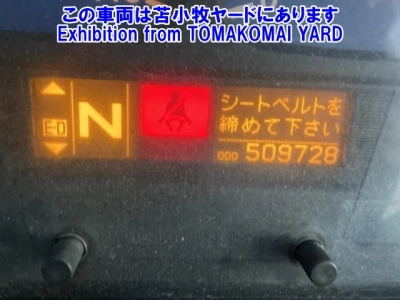 この車両は苫小牧ヤードにあります
Exhibition from TOMAKOMAI YARD
N
シートベルトを
締めて下さい
ODO 509728